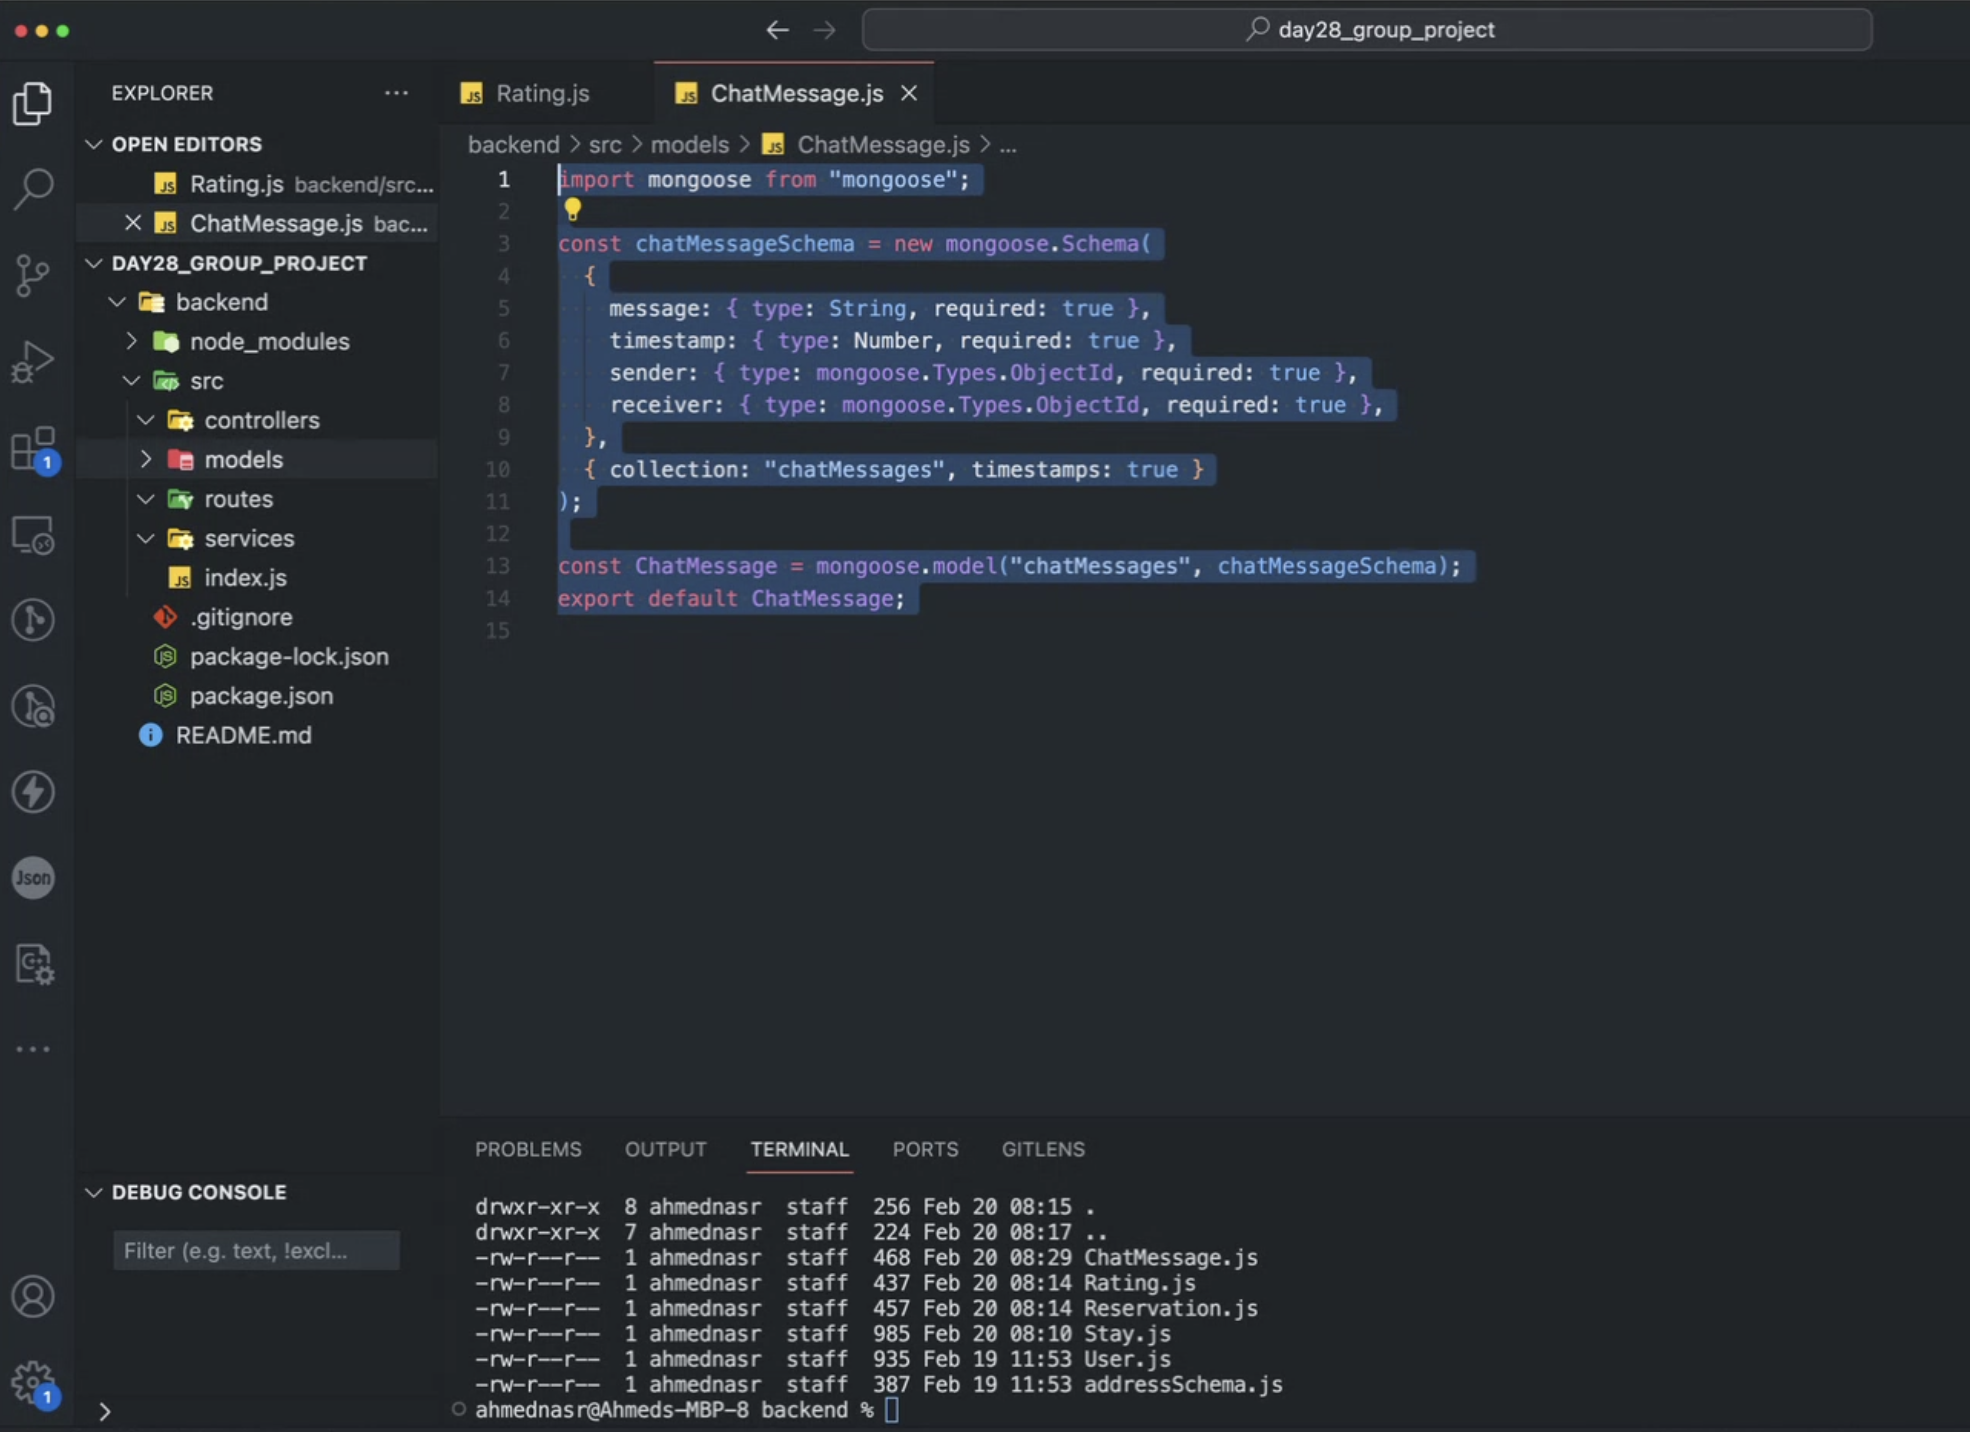 day28_group_project
EXPLORER
OPEN EDITORS
Rating.js backend/src...
ChatMessage.js bac...
DAY28_GROUP_PROJECT
backend
node_modules
src
controllers
models
routes
services
index.js
.gitignore
package-lock.json
package.json
README.md
1
Json
DEBUG CONSOLE
Filter (e.g. text, !excl...
1
Rating.js
ChatMessage.js
backend > src > models > ChatMessage.js > ...
1 import mongoose from "mongoose";
2
3 const chatMessageSchema = new mongoose.Schema(
4 {
5 message: { type: String, required: true },
6 timestamp: { type: Number, required: true },
7 sender: { type: mongoose.Types.ObjectId, required: true },
8 receiver: { type: mongoose.Types.ObjectId, required: true },
9 },
10 { collection: "chatMessages", timestamps: true }
11 );
12
13 const ChatMessage = mongoose.model("chatMessages", chatMessageSchema);
14 export default ChatMessage;
15
PROBLEMS OUTPUT TERMINAL PORTS GITLENS
drwxr-xr-x 8 ahmednasr staff 256 Feb 20 08:15 .
drwxr-xr-x 7 ahmednasr staff 224 Feb 20 08:17 ..
-rw-r--r-- 1 ahmednasr staff 468 Feb 20 08:29 ChatMessage.js
-rw-r--r-- 1 ahmednasr staff 437 Feb 20 08:14 Rating.js
-rw-r--r-- 1 ahmednasr staff 457 Feb 20 08:14 Reservation.js
-rw-r--r-- 1 ahmednasr staff 985 Feb 20 08:10 Stay.js
-rw-r--r-- 1 ahmednasr staff 935 Feb 19 11:53 User.js
-rw-r--r-- 1 ahmednasr staff 387 Feb 19 11:53 addressSchema.js
ahmednasr@Ahmeds-MBP-8 backend %